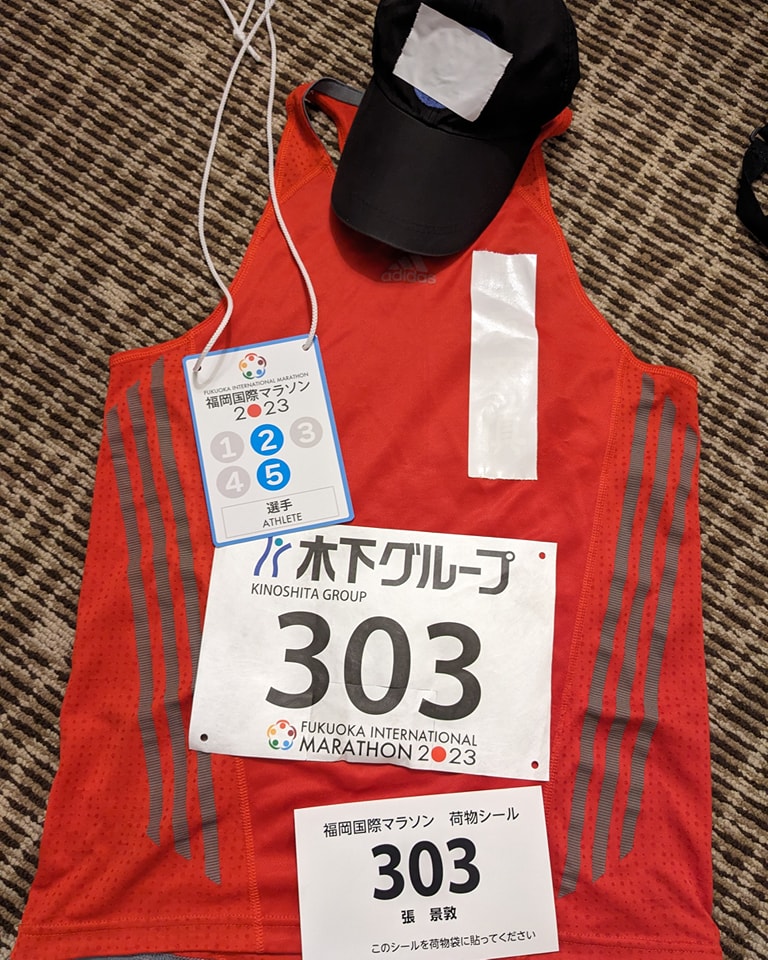 adidas
FUKUOKA INTERNATIONAL MARATHON
福岡国際マラソン
2023
1 2 3
4 5
選手
ATHLETE
木下グループ
KINOSHITA GROUP
303
FUKUOKA INTERNATIONAL
MARATHON 2023
福岡国際マラソン 荷物シール
303
張 景敦
このシールを荷物袋に貼ってください